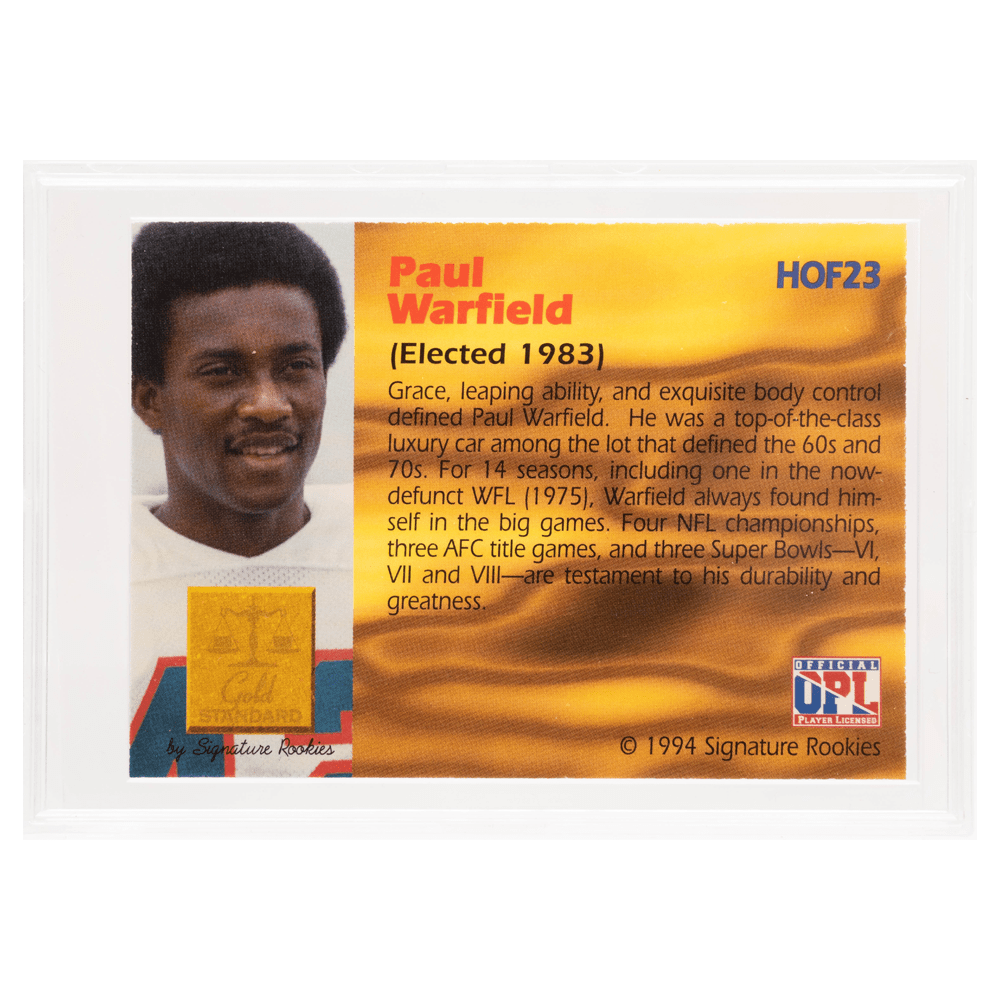 Paul
Warfield
HOF23
(Elected 1983)
Grace, leaping ability, and exquisite body control
defined Paul Warfield. He was a top-of-the-class
luxury car among the lot that defined the 60s and
70s. For 14 seasons, including one in the now-
defunct WFL (1975), Warfield always found him-
self in the big games. Four NFL championships,
three AFC title games, and three Super Bowls—VI,
VII and VIII—are testament to his durability and
greatness.
Gold
STANDARD
by Signature Rookies
OFFICIAL
OPL
PLAYER LICENSED
© 1994 Signature Rookies